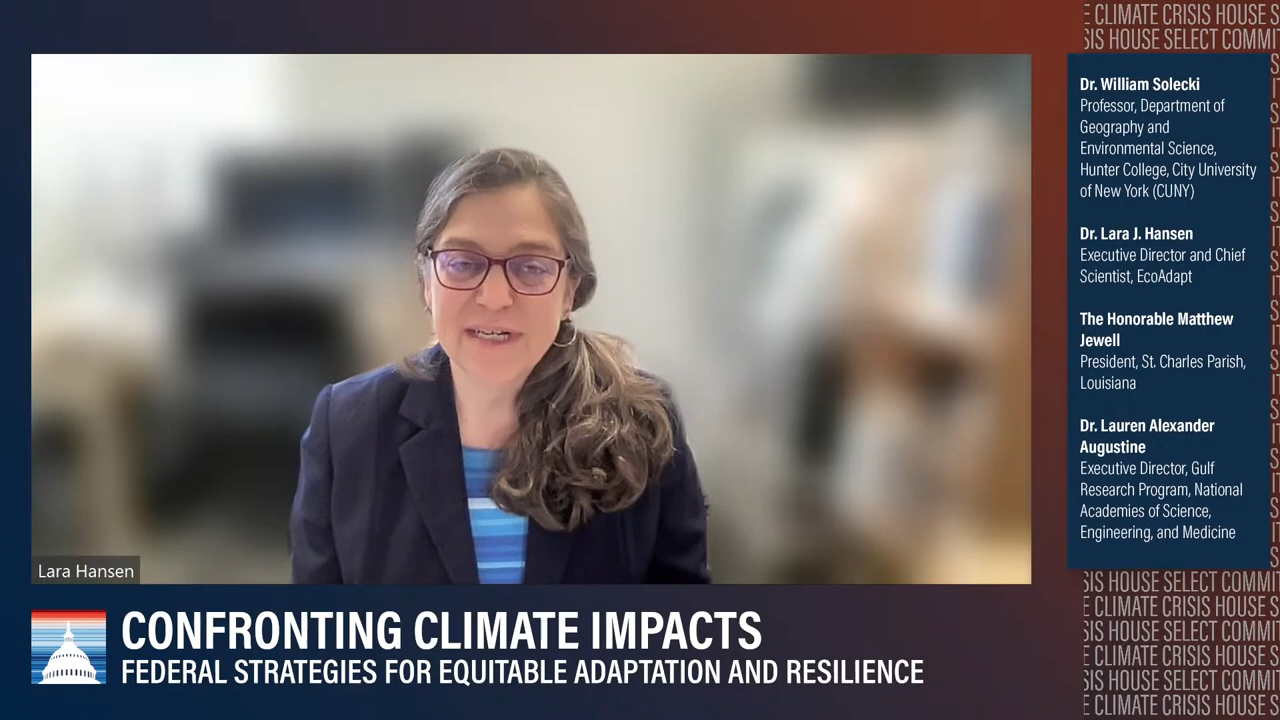 E CLIMATE CRISIS HOUSE S
SIS HOUSE SELECT COMMIT
Dr. William Solecki
Professor, Department of
Geography and
Environmental Science,
Hunter College, City University
of New York (CUNY)
Dr. Lara J. Hansen
Executive Director and Chief
Scientist, EcoAdapt
The Honorable Matthew
Jewell
President, St. Charles Parish,
Louisiana
Dr. Lauren Alexander
Augustine
Executive Director, Gulf
Research Program, National
Academies of Science,
Engineering, and Medicine
Lara Hansen
CONFRONTING CLIMATE IMPACTS
FEDERAL STRATEGIES FOR EQUITABLE ADAPTATION AND RESILIENCE
SIS HOUSE SELECT COMMIT
E CLIMATE CRISIS HOUSE S
SIS HOUSE SELECT COMMIT
E CLIMATE CRISIS HOUSE S
SIS HOUSE SELECT COMMIT
E CLIMATE CRISIS HOUSE S